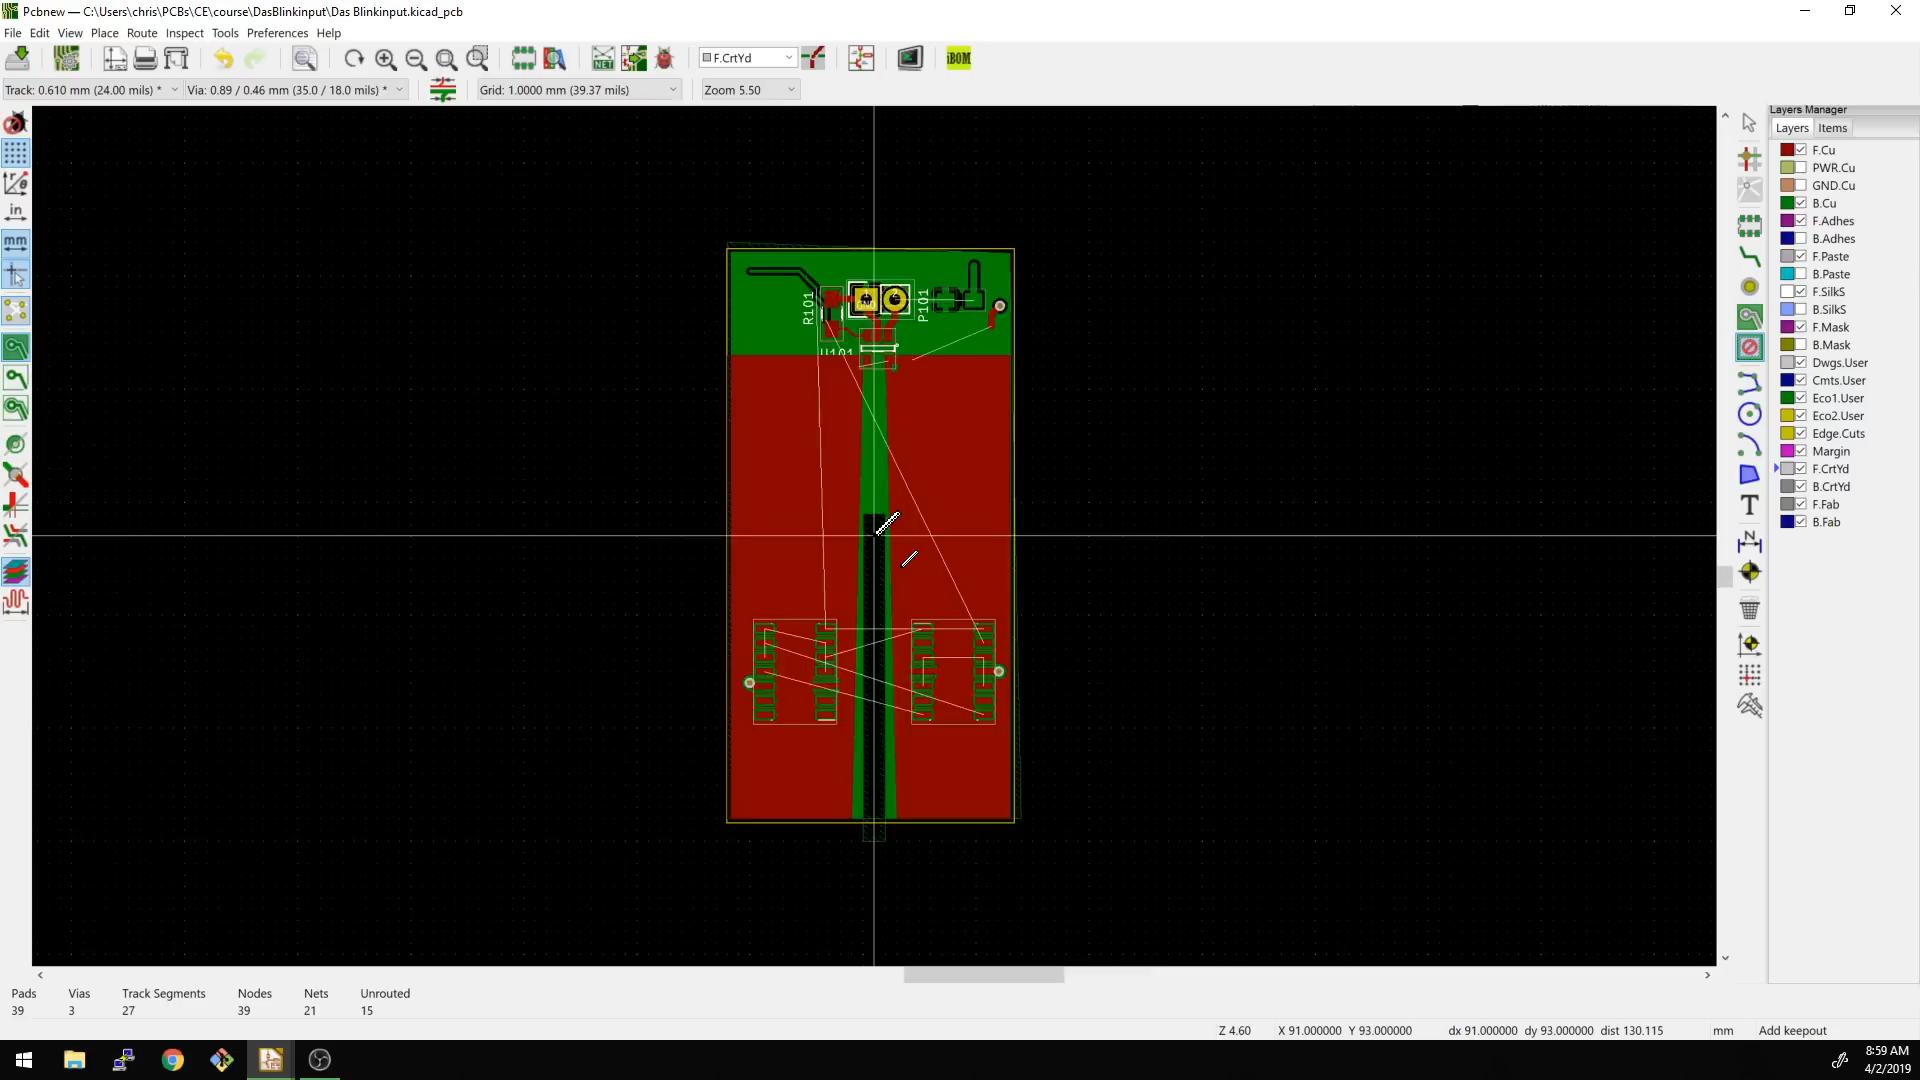 Pcbnew — C:\Users\chris\PCBs\CE\course\DasBlinkinput\Das Blinkinput.kicad_pcb
File Edit View Place Route Inspect Tools Preferences Help
NET
F.CrtYd
iBOM
Track: 0.610 mm (24.00 mils) *
Via: 0.89 / 0.46 mm (35.0 / 18.0 mil) *
Grid: 1.0000 mm (39.37 mils)
Zoom 5.50
Layers Manager
Layers Items
F.Cu
PWR.Cu
GND.Cu
B.Cu
F.Adhes
B.Adhes
F.Paste
B.Paste
F.SilkS
B.SilkS
F.Mask
B.Mask
Dwgs.User
Cmts.User
Eco1.User
Eco2.User
Edge.Cuts
Margin
F.CrtYd
B.CrtYd
F.Fab
B.Fab
in
mm
R101
P101
U101
T
N
Pads Vias Track Segments Nodes Nets Unrouted
39 3 27 39 21 15
Z 4.60 X 91.000000 Y 93.000000 dx 91.000000 dy 93.000000 dist 130.115 mm Add keepout
8:59 AM
4/2/2019